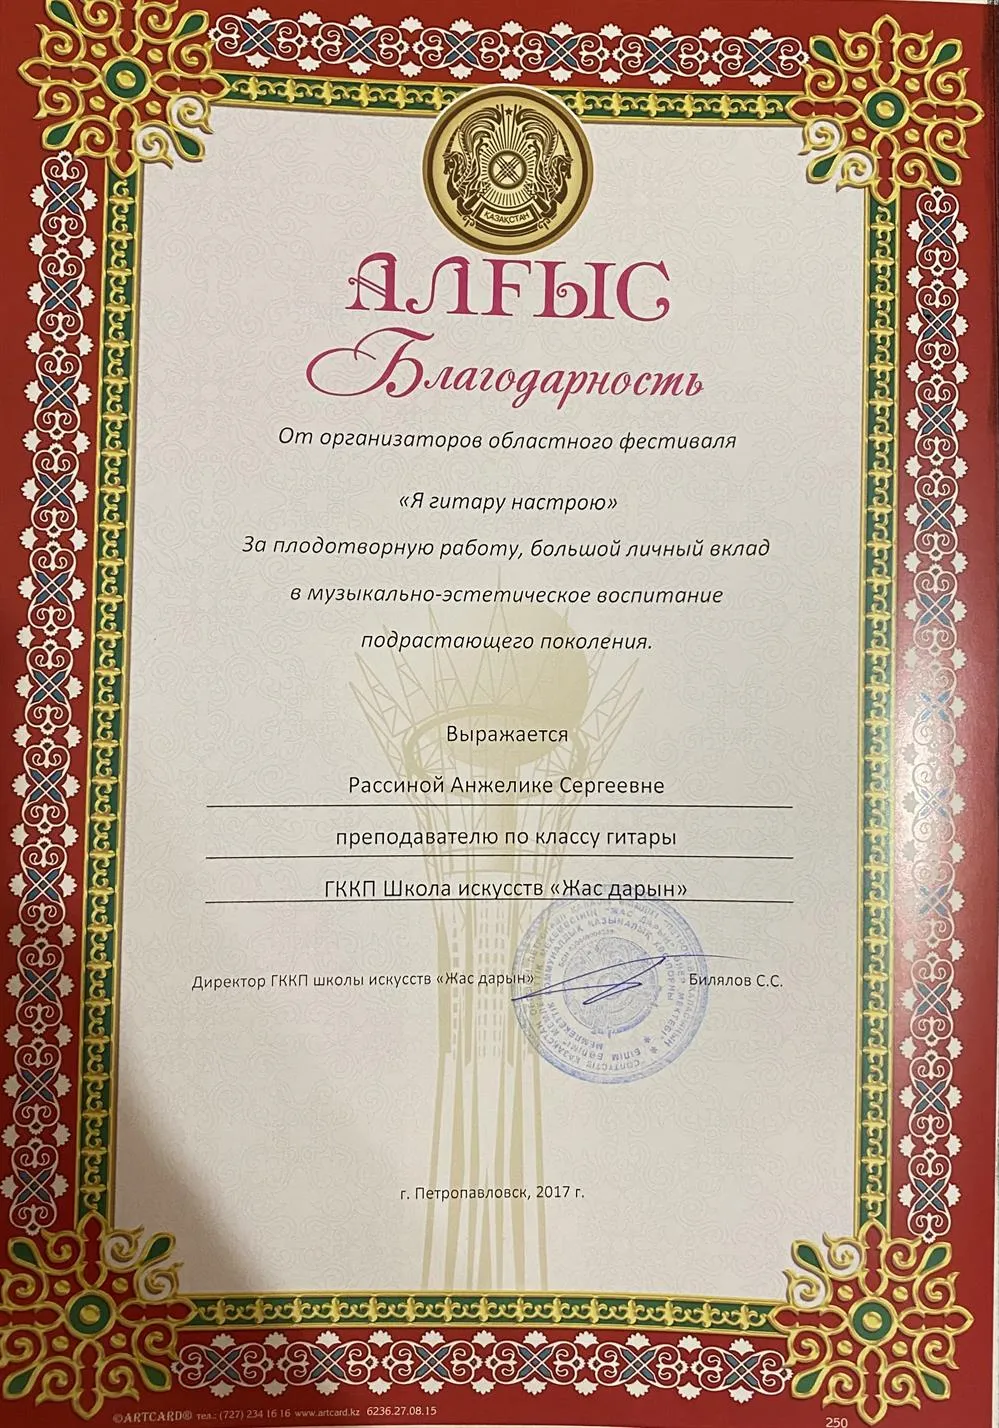 ҚАЗАҚСТАН
АЛҒЫС
Благодарность
От организаторов областного фестиваля
«Я гитару настрою»
За плодотворную работу, большой личный вклад
в музыкально-эстетическое воспитание
подрастающего поколения.
Выражается
Рассиной Анжелике Сергеевне
преподавателю по классу гитары
ГККП Школа искусств «Жас дарын»
Директор ГККП школы искусств «Жас дарын» Билялов С.С.
г. Петропавловск, 2017 г.
©ARTCARD® тел.: (727) 234 16 16 www.artcard.kz 6236.27.08.15
250